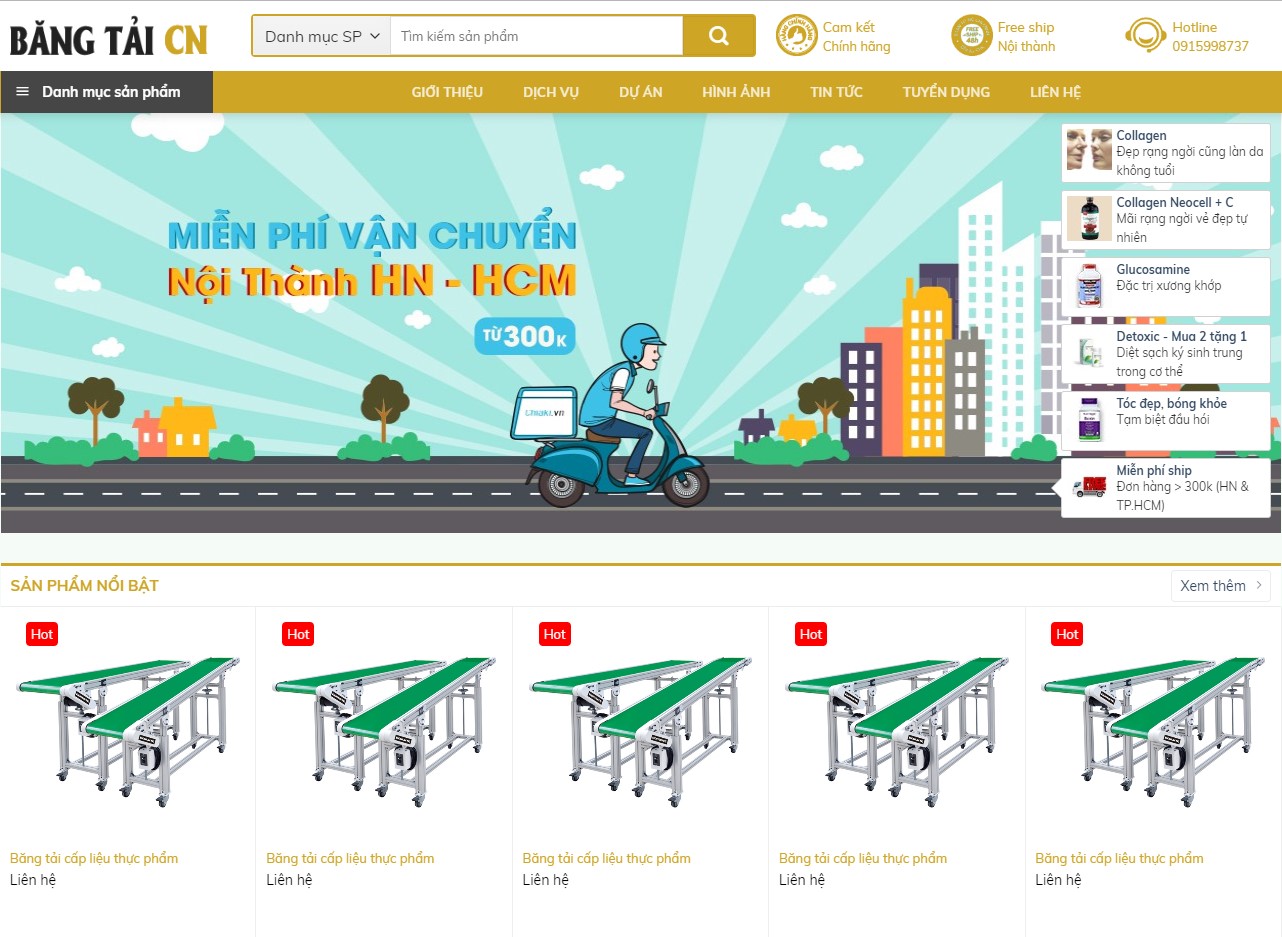 BĂNG TẢI CN
Danh mục SP
Tìm kiếm sản phẩm
Cam kết
Chính hãng
FREE
SHIP
48h
Free ship
Nội thành
Hotline
0915998737
Danh mục sản phẩm
GIỚI THIỆU
DỊCH VỤ
DỰ ÁN
HÌNH ẢNH
TIN TỨC
TUYỂN DỤNG
LIÊN HỆ
MIỄN PHÍ VẬN CHUYỂN
Nội Thành HN - HCM
TỪ 300K
Chiaki.vn
Collagen
Đẹp rạng ngời cũng làn da
không tuổi
Collagen Neocell + C
Mãi rạng ngời vẻ đẹp tự
nhiên
Glucosamine
Đặc trị xương khớp
Detoxic - Mua 2 tặng 1
Diệt sạch ký sinh trung
trong cơ thể
Tóc đẹp, bóng khỏe
Tạm biệt đầu hói
FREE
Miễn phí ship
Đơn hàng > 300k (HN &
TP.HCM)
SẢN PHẨM NỔI BẬT
Xem thêm
Hot
Hot
Hot
Hot
Hot
Băng tải cấp liệu thực phẩm
Liên hệ
Băng tải cấp liệu thực phẩm
Liên hệ
Băng tải cấp liệu thực phẩm
Liên hệ
Băng tải cấp liệu thực phẩm
Liên hệ
Băng tải cấp liệu thực phẩm
Liên hệ